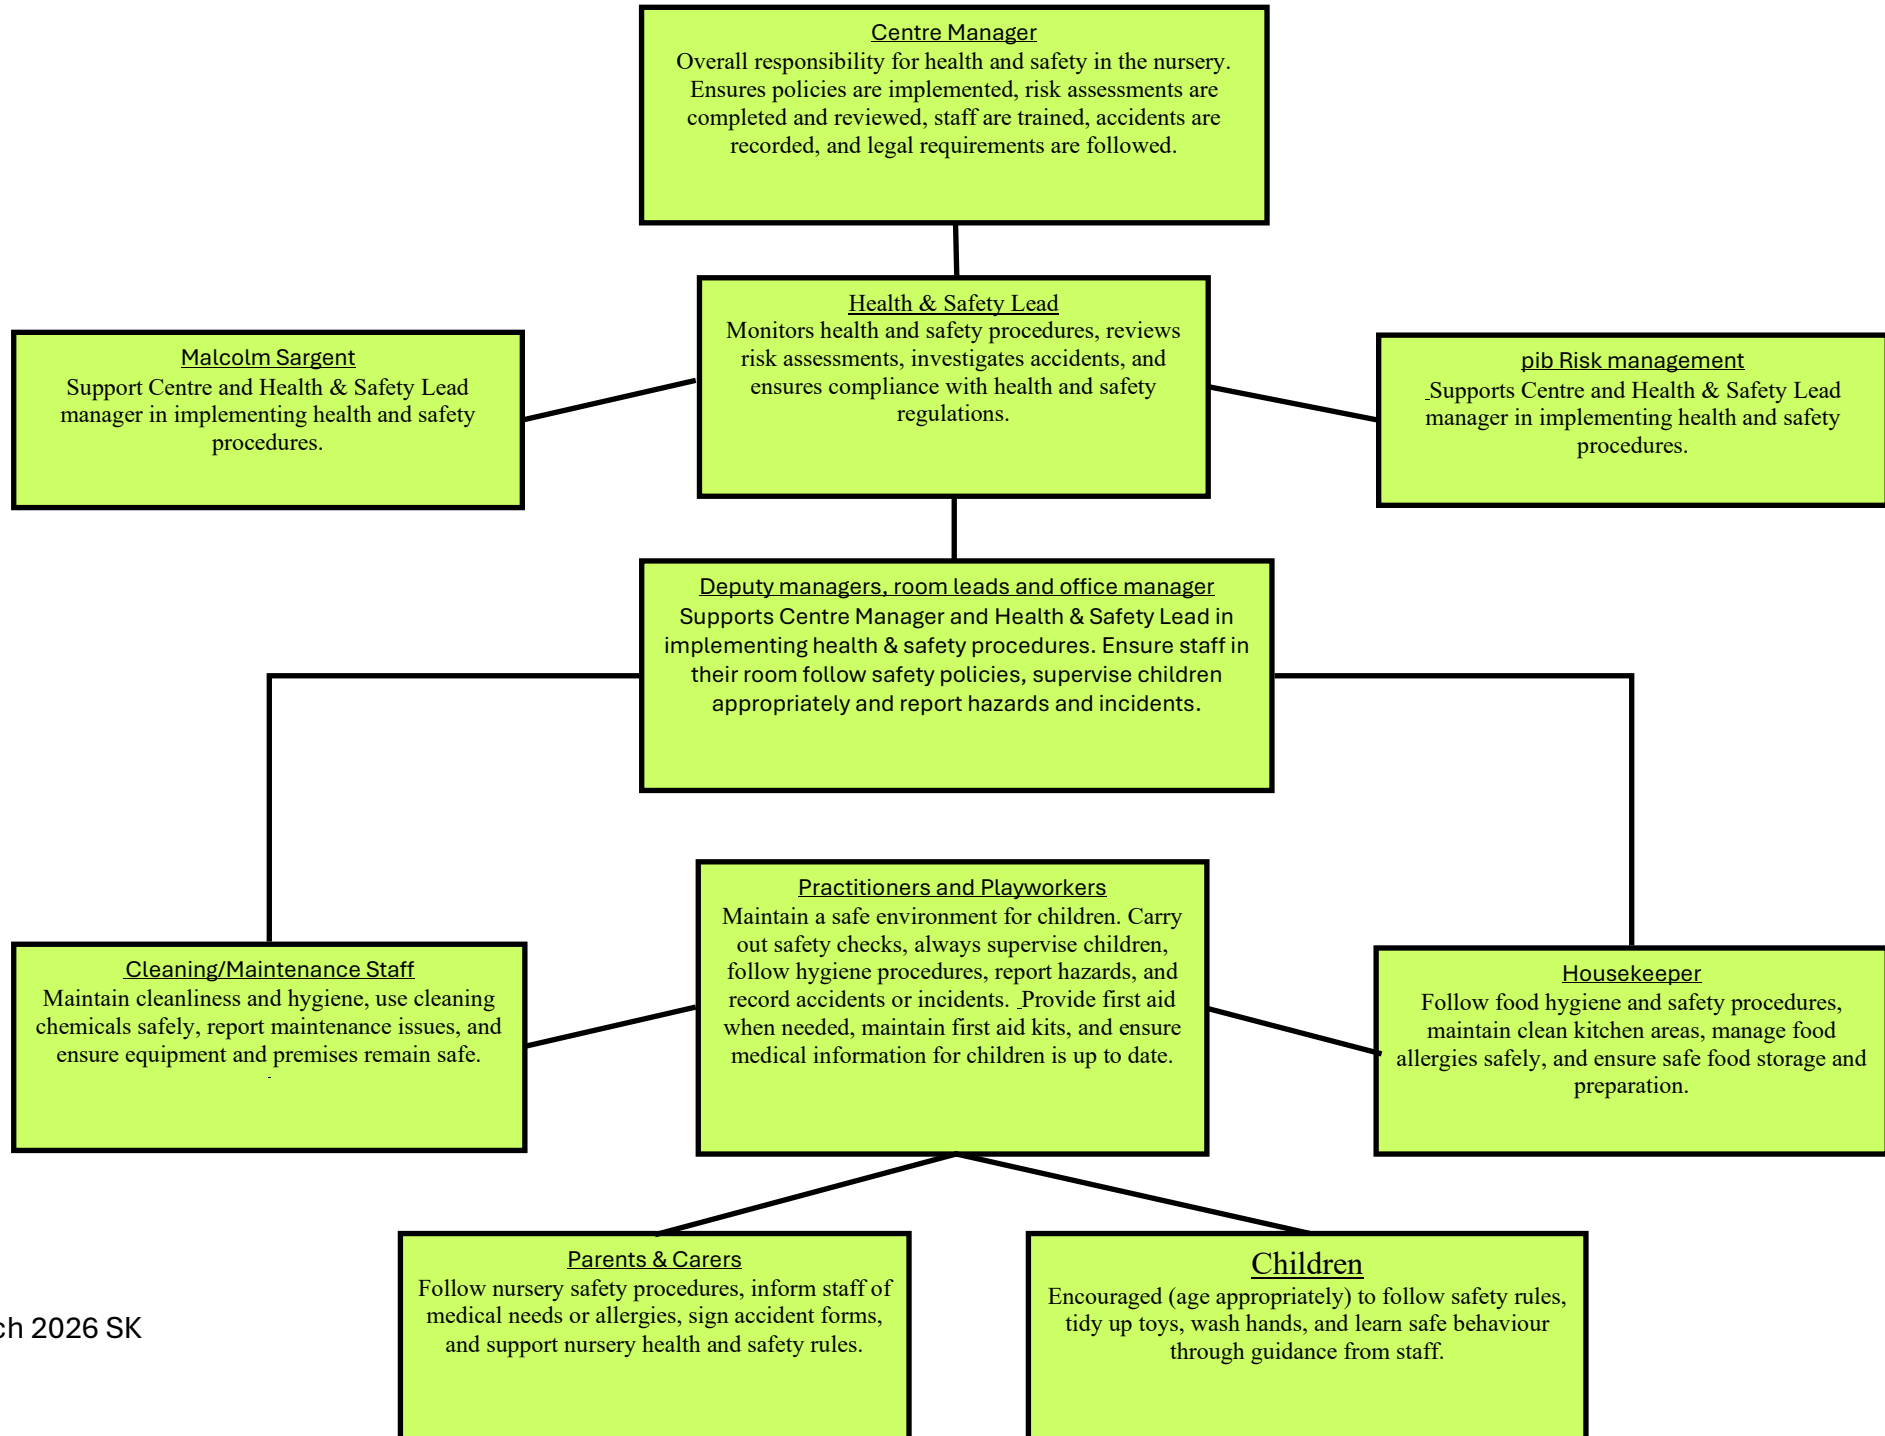 Centre Manager
Overall responsibility for health and safety in the nursery.
Ensures policies are implemented, risk assessments are
completed and reviewed, staff are trained, accidents are
recorded, and legal requirements are followed.
Health & Safety Lead
Monitors health and safety procedures, reviews
risk assessments, investigates accidents, and
ensures compliance with health and safety
regulations.
Malcolm Sargent
Support Centre and Health & Safety Lead
manager in implementing health and safety
procedures.
pib Risk management
Supports Centre and Health & Safety Lead
manager in implementing health and safety
procedures.
Deputy managers, room leads and office manager
Supports Centre Manager and Health & Safety Lead in
implementing health & safety procedures. Ensure staff in
their room follow safety policies, supervise children
appropriately and report hazards and incidents.
Practitioners and Playworkers
Maintain a safe environment for children. Carry
out safety checks, always supervise children,
follow hygiene procedures, report hazards, and
record accidents or incidents. Provide first aid
when needed, maintain first aid kits, and ensure
medical information for children is up to date.
Cleaning/Maintenance Staff
Maintain cleanliness and hygiene, use cleaning
chemicals safely, report maintenance issues, and
ensure equipment and premises remain safe.
Housekeeper
Follow food hygiene and safety procedures,
maintain clean kitchen areas, manage food
allergies safely, and ensure safe food storage and
preparation.
Parents & Carers
Follow nursery safety procedures, inform staff of
medical needs or allergies, sign accident forms,
and support nursery health and safety rules.
Children
Encouraged (age appropriately) to follow safety rules,
tidy up toys, wash hands, and learn safe behaviour
through guidance from staff.
ch 2026 SK